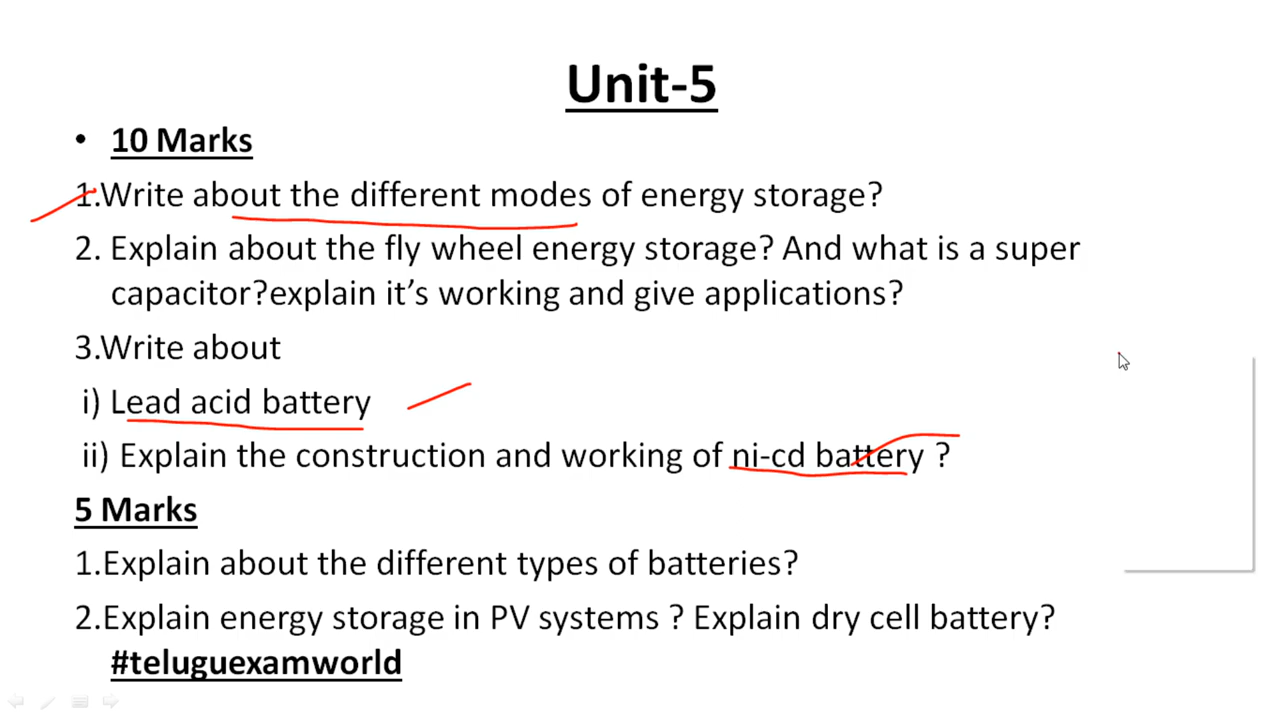 Unit-5
• 10 Marks
1.Write about the different modes of energy storage?
2. Explain about the fly wheel energy storage? And what is a super
capacitor?explain it’s working and give applications?
3.Write about
i) Lead acid battery
ii) Explain the construction and working of ni-cd battery ?
5 Marks
1.Explain about the different types of batteries?
2.Explain energy storage in PV systems ? Explain dry cell battery?
#teluguexamworld